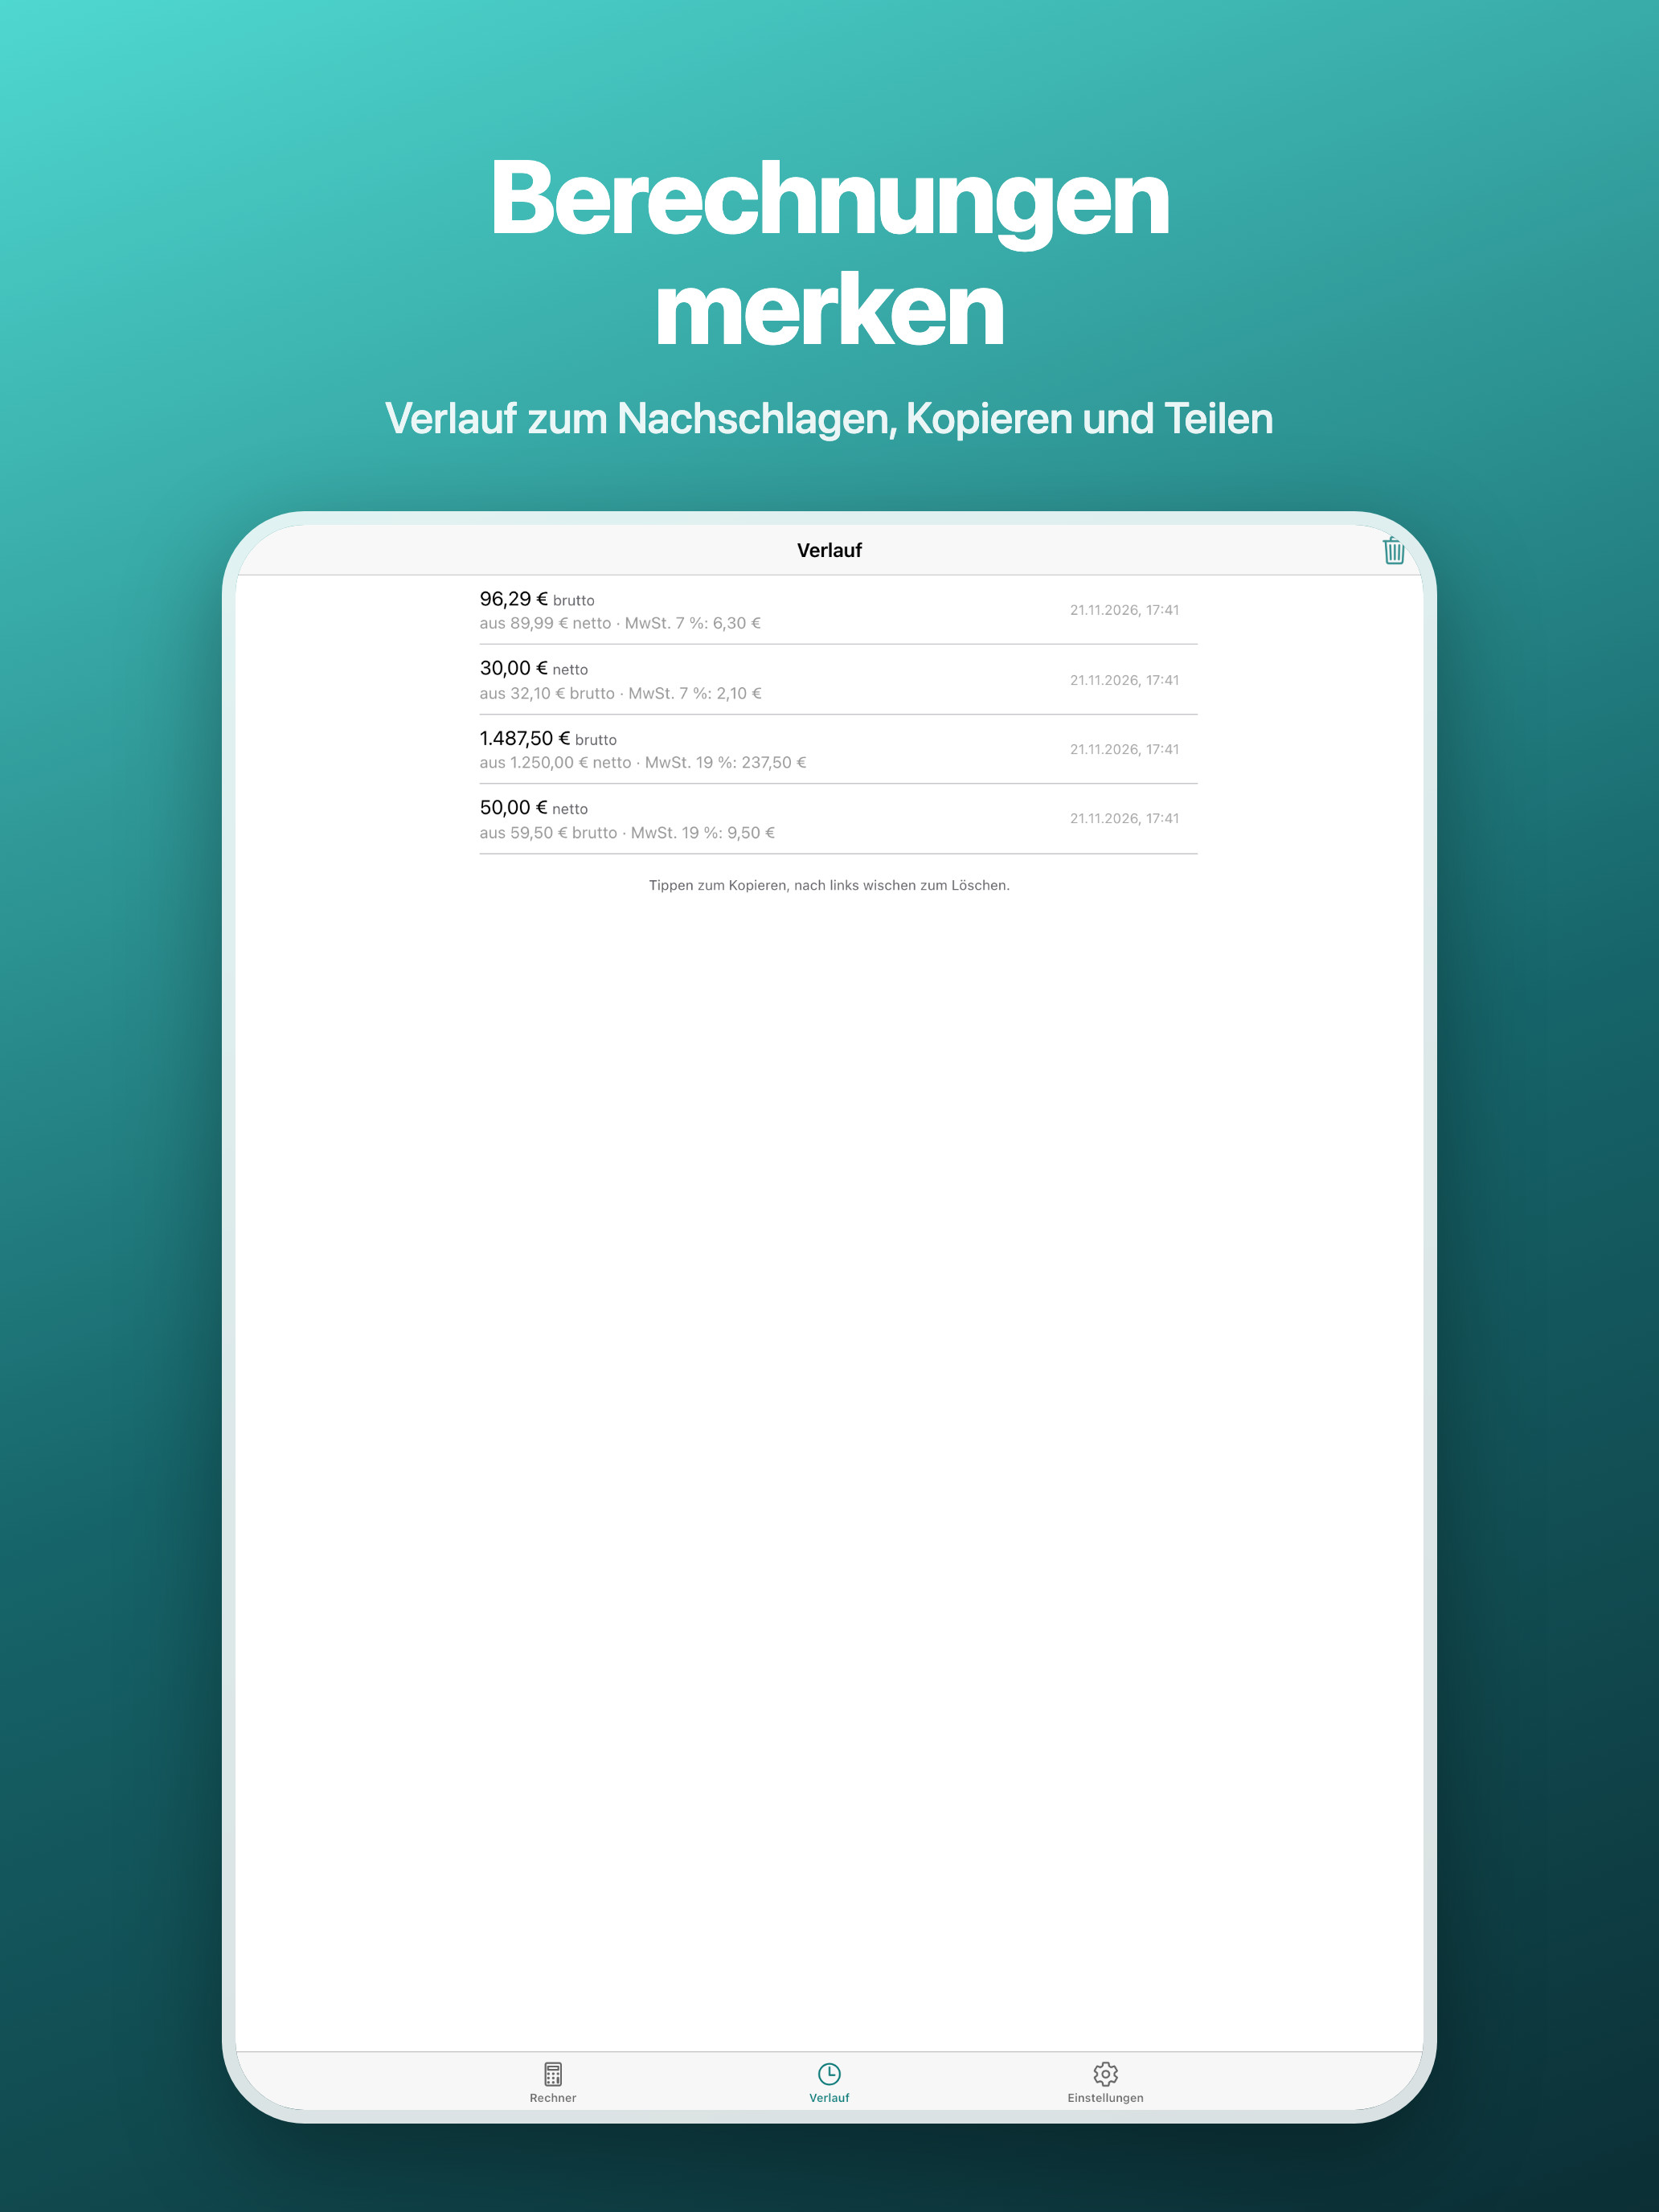 Berechnungen
merken
Verlauf zum Nachschlagen, Kopieren und Teilen
Verlauf
96,29 € brutto
aus 89,99 € netto · MwSt. 7 %: 6,30 €
21.11.2026, 17:41
30,00 € netto
aus 32,10 € brutto · MwSt. 7 %: 2,10 €
21.11.2026, 17:41
1.487,50 € brutto
aus 1.250,00 € netto · MwSt. 19 %: 237,50 €
21.11.2026, 17:41
50,00 € netto
aus 59,50 € brutto · MwSt. 19 %: 9,50 €
21.11.2026, 17:41
Tippen zum Kopieren, nach links wischen zum Löschen.
Rechner
Verlauf
Einstellungen